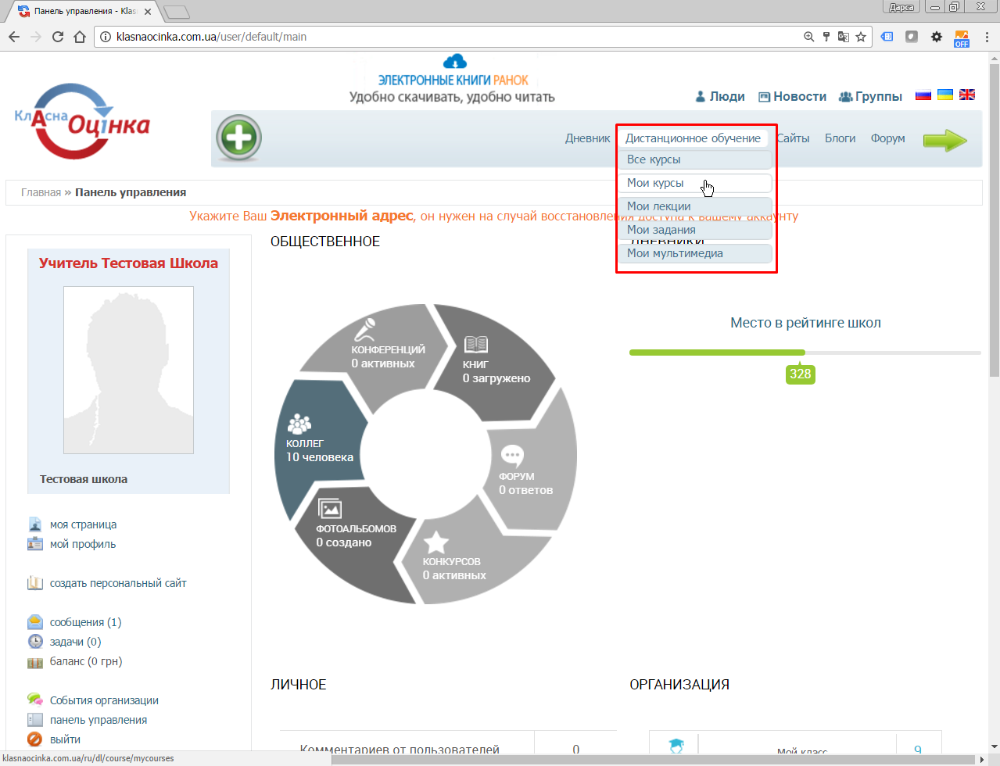 Панель управления - Klas
Дарса
klasnaocinka.com.ua/user/default/main
OFF
ЭЛЕКТРОННЫЕ КНИГИ РАНОК
Удобно скачивать, удобно читать
КлАсна Оцінка
Люди
Новости
Группы
Дневник
Дистанционное обучение
Сайты
Блоги
Форум
Все курсы
Мои курсы
Мои лекции
Мои задания
Мои мультимедиа
Главная » Панель управления
Укажите Ваш Электронный адрес, он нужен на случай восстановления доступа к вашему аккаунту
Учитель Тестовая Школа
Тестовая школа
моя страница
мой профиль
создать персональный сайт
сообщения (1)
задачи (0)
баланс (0 грн)
События организации
панель управления
выйти
ОБЩЕСТВЕННОЕ
КОНФЕРЕНЦИЙ
0 активных
КНИГ
0 загружено
КОЛЛЕГ
10 человека
ФОРУМ
0 ответов
ФОТОАЛЬБОМОВ
0 создано
КОНКУРСОВ
0 активных
ДНЕВНИКИ
Место в рейтинге школ
328
ЛИЧНОЕ
Комментариев от пользователей
0
ОРГАНИЗАЦИЯ
Мой класс
9
klasnaocinka.com.ua/ru/dl/course/mycourses